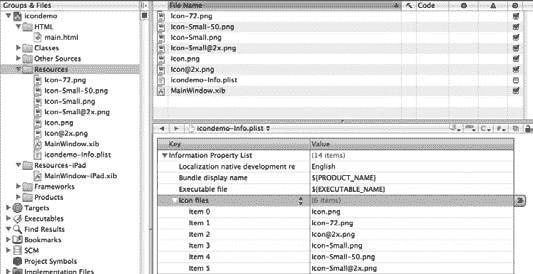 Groups & Files
icondemo
HTML
main.html
Classes
Other Sources
Resources
Icon-72.png
Icon-Small-50.png
Icon-Small.png
Icon-Small@2x.png
Icon.png
Icon@2x.png
MainWindow.xib
icondemo-Info.plist
Resources-iPad
MainWindow-iPad.xib
Frameworks
Products
Targets
Executables
Find Results
Bookmarks
SCM
Project Symbols
Implementation Files
File Name
Code
Icon-72.png
Icon-Small-50.png
Icon-Small.png
Icon-Small@2x.png
Icon.png
Icon@2x.png
icondemo-Info.plist
MainWindow.xib
icondemo-Info.plist
Key Value
Information Property List (14 items)
Localization native development re English
Bundle display name ${PRODUCT_NAME}
Executable file ${EXECUTABLE_NAME}
Icon files (6 items)
Item 0 Icon.png
Item 1 Icon-72.png
Item 2 Icon@2x.png
Item 3 Icon-Small.png
Item 4 Icon-Small-50.png
Item 5 Icon-Small@2x.png